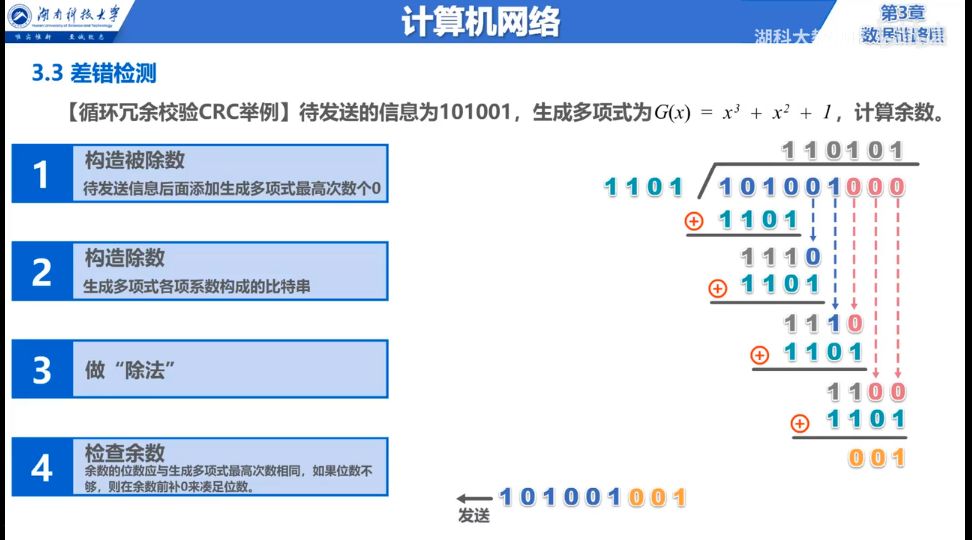 湖南科技大学
Hunan University of Science and Technology
唯实惟新 至诚致志
计算机网络
第3章
数据链路层
湖科大教
3.3 差错检测
【循环冗余校验CRC举例】待发送的信息为101001，生成多项式为G(x) = x³ + x² + 1，计算余数。
1
构造被除数
待发送信息后面添加生成多项式最高次数个0
2
构造除数
生成多项式各项系数构成的比特串
3
做“除法”
4
检查余数
余数的位数应与生成多项式最高次数相同，如果位数不
够，则在余数前补0来凑足位数。
110101
1101 101001000
1101
1110
1101
1110
1101
1100
1101
001
101001001
发送